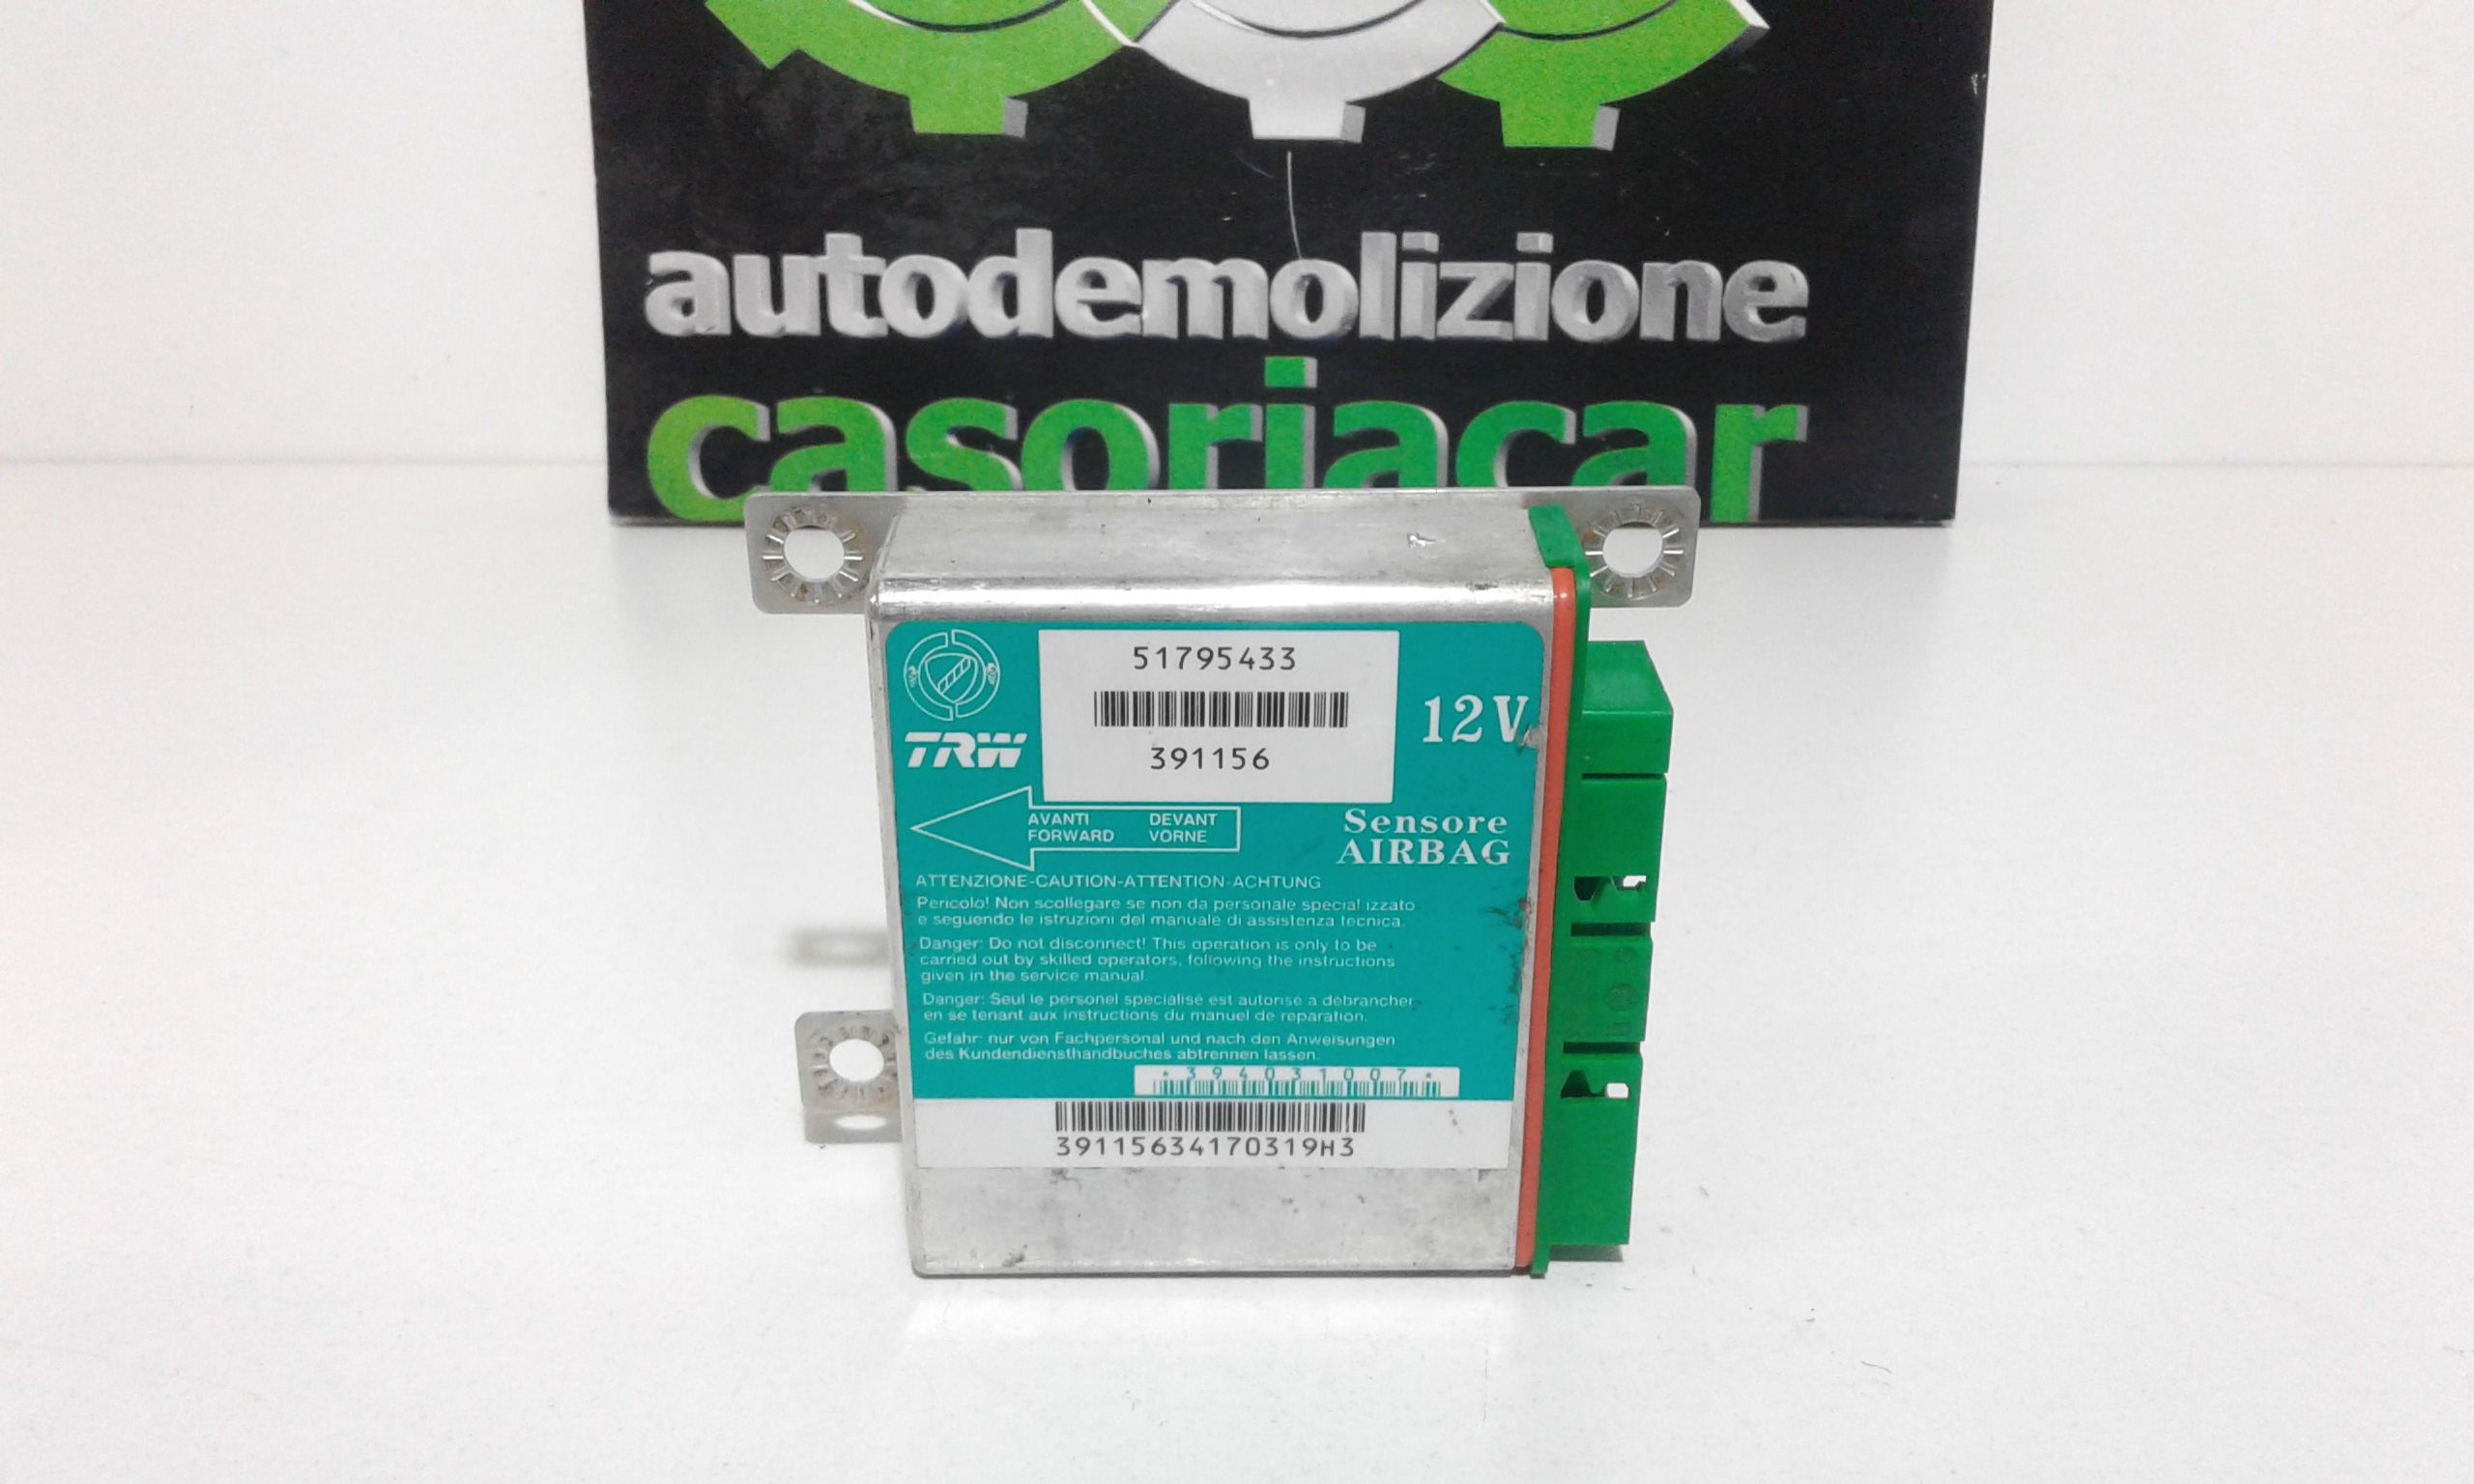 autodemolizione
casoriacar
51795433
391156
12V
TRW
AVANTI DEVANT
FORWARD VORNE
Sensore
AIRBAG
ATTENZIONE-CAUTION-ATTENTION-ACHTUNG
Pericolo! Non scollegare se non da personale special izzato
e seguendo le istruzioni del manuale di assistenza tecnica.
Danger: Do not disconnect! This operation is only to be
carried out by skilled operators, following the instructions
given in the service manual.
Danger: Seul le personel specialisé est autorisé a débrancher
en se tenant aux instructions du manuel de reparation.
Gefahr: nur von Fachpersonal und nach den Anweisungen
des Kundendiensthandbuches abtrennen lassen.
*394031007*
39115634170319H3